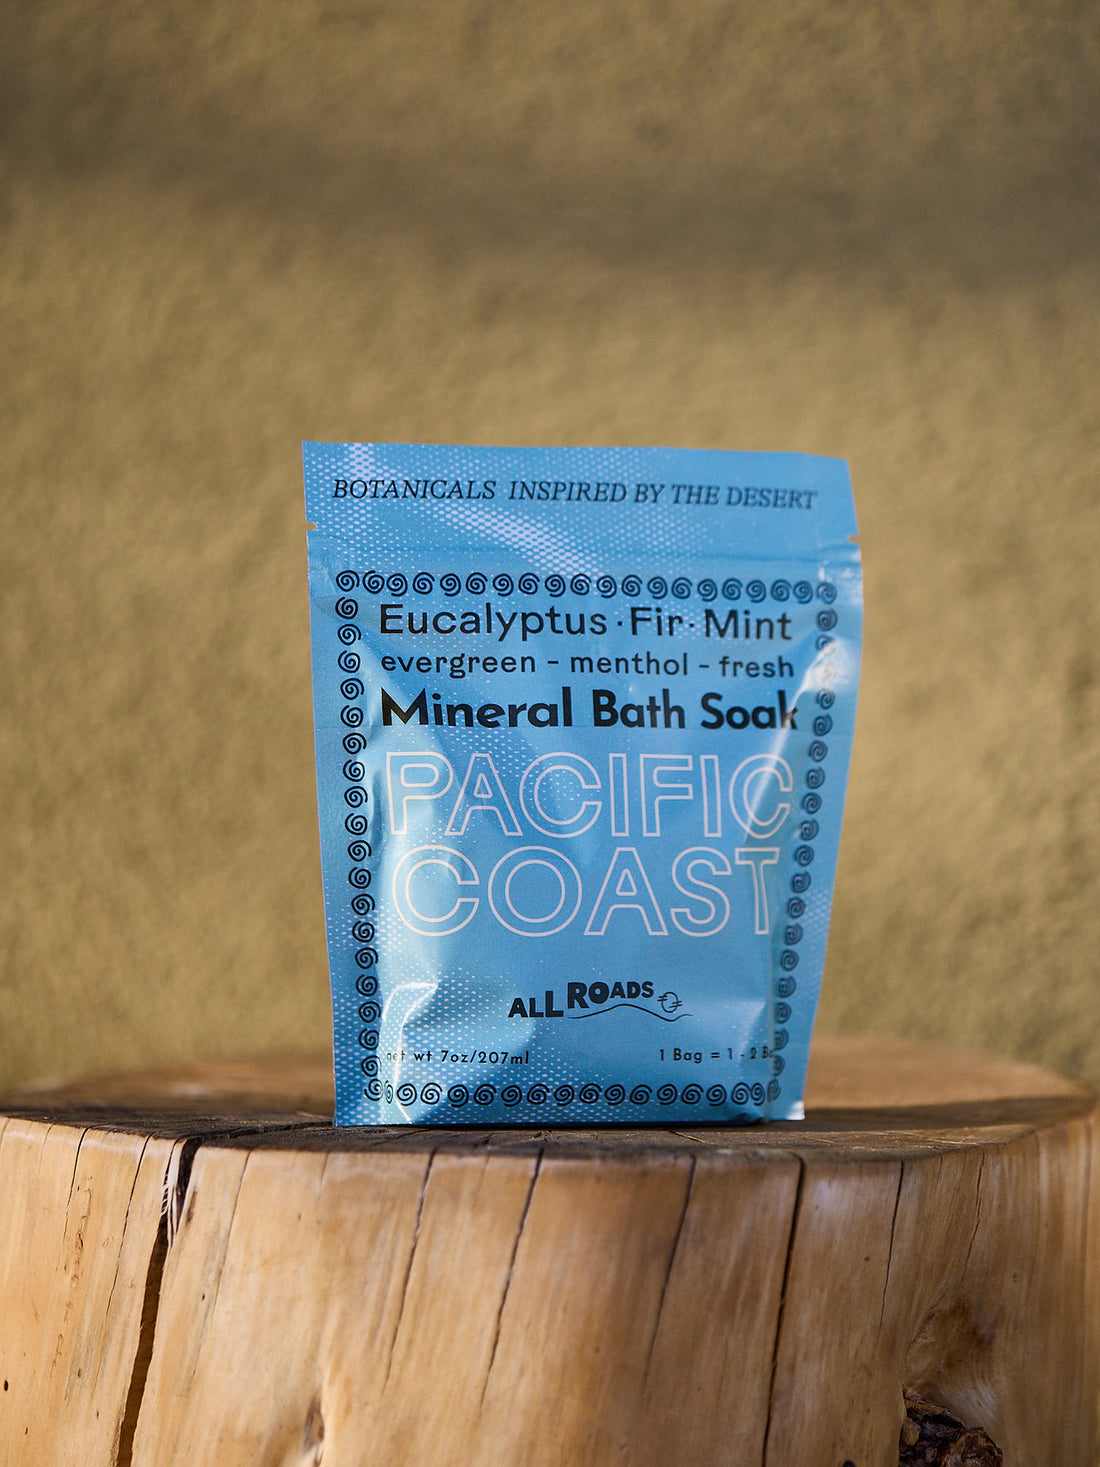 BOTANICALS INSPIRED BY THE DESERT
Eucalyptus · Fir · Mint
evergreen - menthol - fresh
Mineral Bath Soak
PACIFIC
COAST
ALL ROADS
net wt 7oz/207ml
1 Bag = 1 - 2